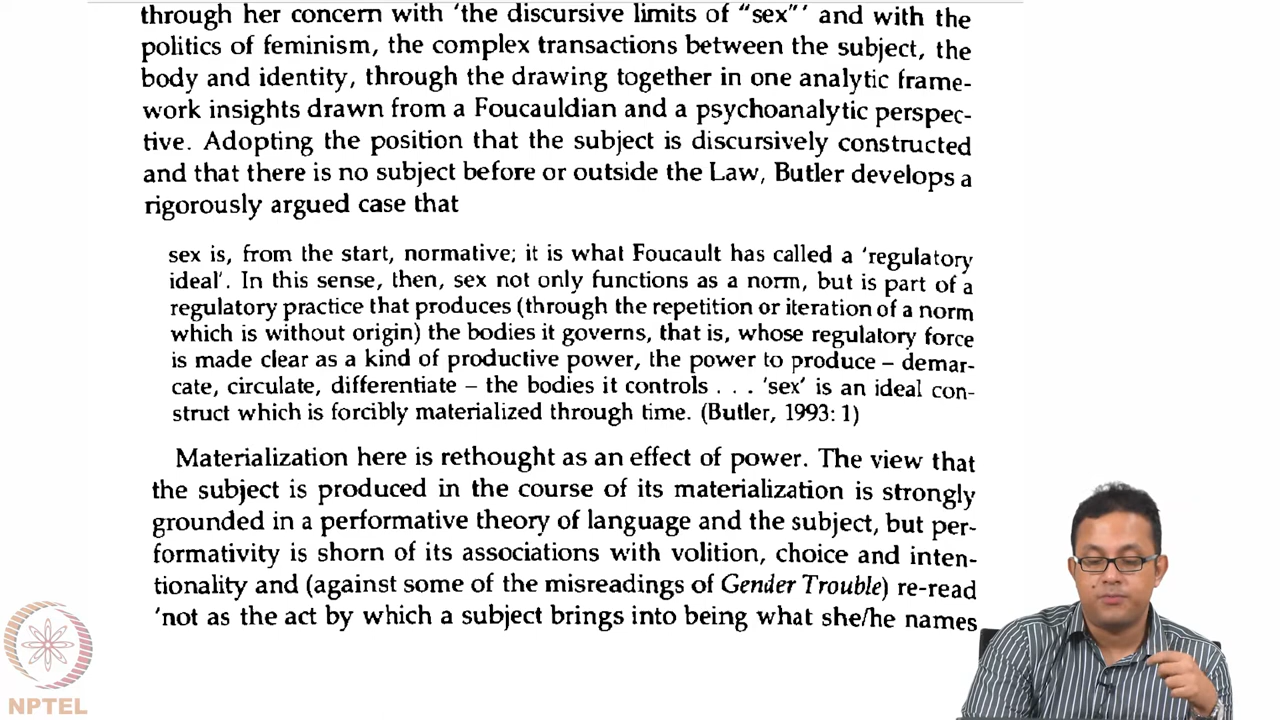 through her concern with 'the discursive limits of "sex"' and with the
politics of feminism, the complex transactions between the subject, the
body and identity, through the drawing together in one analytic frame-
work insights drawn from a Foucauldian and a psychoanalytic perspec-
tive. Adopting the position that the subject is discursively constructed
and that there is no subject before or outside the Law, Butler develops a
rigorously argued case that
sex is, from the start, normative; it is what Foucault has called a 'regulatory
ideal'. In this sense, then, sex not only functions as a norm, but is part of a
regulatory practice that produces (through the repetition or iteration of a norm
which is without origin) the bodies it governs, that is, whose regulatory force
is made clear as a kind of productive power, the power to produce – demar-
cate, circulate, differentiate – the bodies it controls . . . 'sex' is an ideal con-
struct which is forcibly materialized through time. (Butler, 1993: 1)
Materialization here is rethought as an effect of power. The view that
the subject is produced in the course of its materialization is strongly
grounded in a performative theory of language and the subject, but per-
formativity is shorn of its associations with volition, choice and inten-
tionality and (against some of the misreadings of Gender Trouble) re-read
'not as the act by which a subject brings into being what she/he names
NPTEL